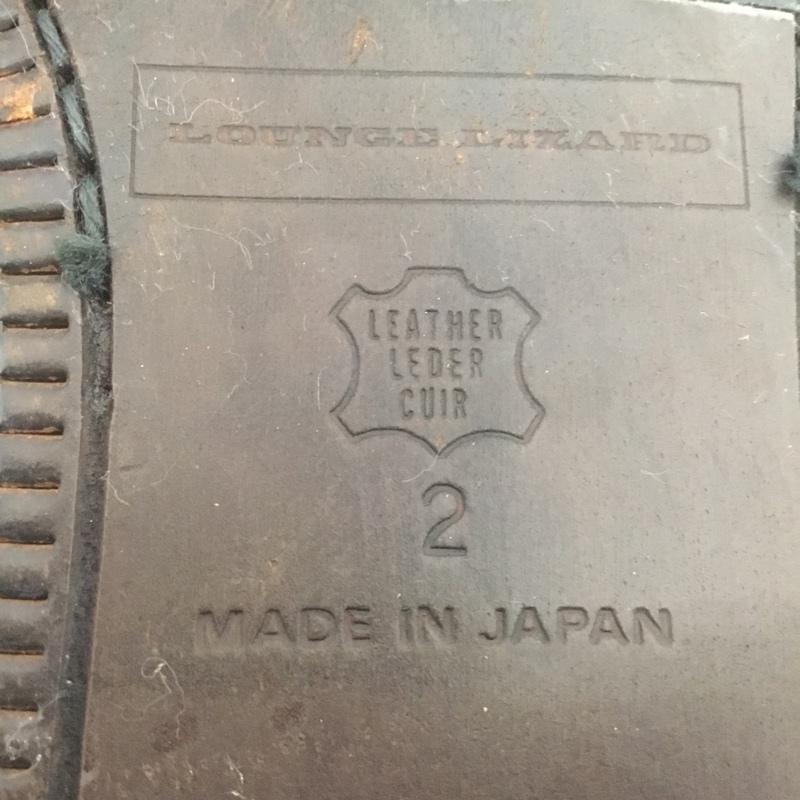 LOUNGE LIZARD
LEATHER
LEDER
CUIR
2
MADE IN JAPAN